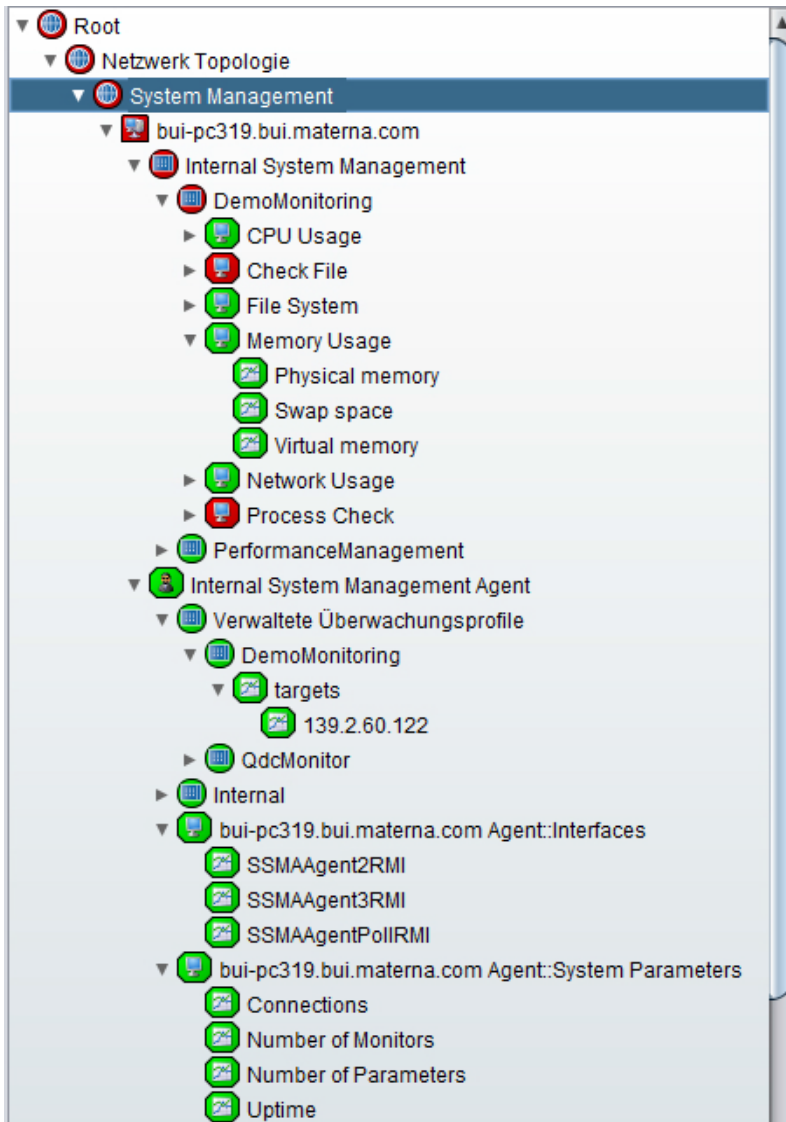 Root
Netzwerk Topologie
System Management
bui-pc319.bui.materna.com
Internal System Management
DemoMonitoring
CPU Usage
Check File
File System
Memory Usage
Physical memory
Swap space
Virtual memory
Network Usage
Process Check
PerformanceManagement
Internal System Management Agent
Verwaltete Überwachungsprofile
DemoMonitoring
targets
139.2.60.122
QdcMonitor
Internal
bui-pc319.bui.materna.com Agent::Interfaces
SSMAAgent2RMI
SSMAAgent3RMI
SSMAAgentPollRMI
bui-pc319.bui.materna.com Agent::System Parameters
Connections
Number of Monitors
Number of Parameters
Uptime